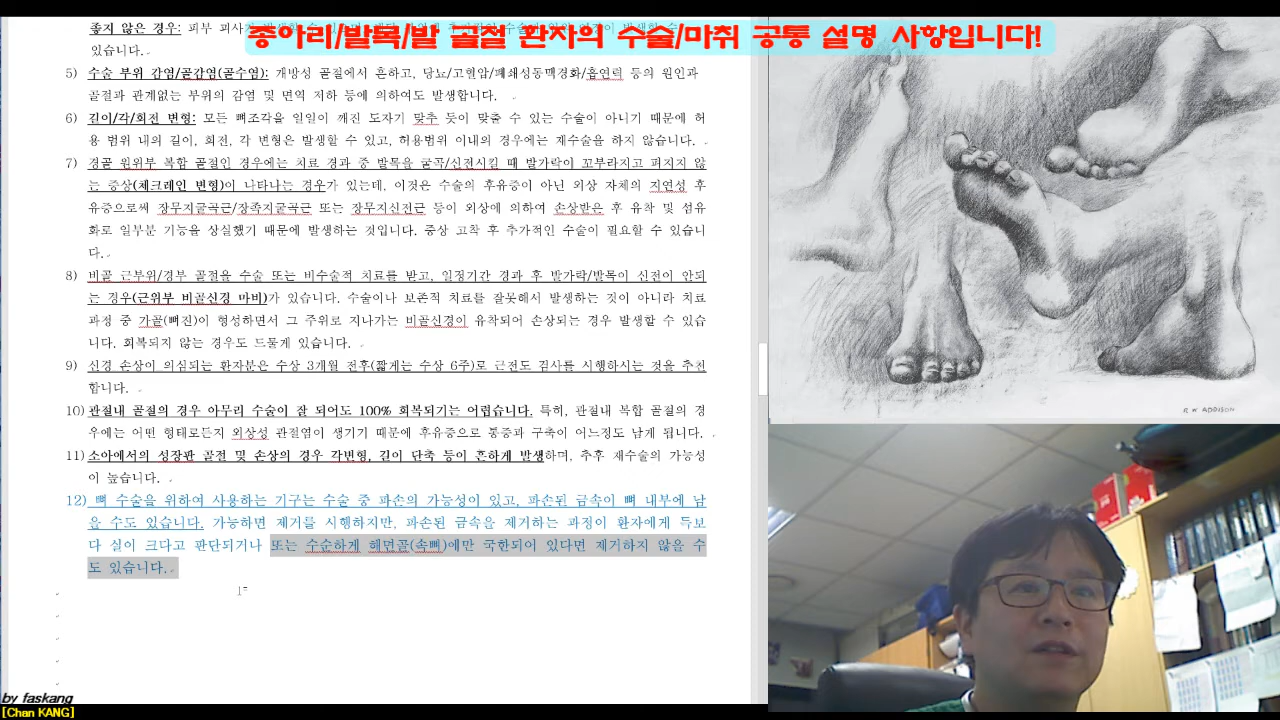 종아리/발목/발 골절 환자의 수술/마취 공통 설명 사항입니다!
좋지 않은 경우: 피부 괴사가
있습니다.
5) 수술 부위 감염/골감염(골수염): 개방성 골절에서 흔하고, 당뇨/고혈압/폐쇄성동맥경화/흡연력 등의 원인과
골절과 관계없는 부위의 감염 및 면역 저하 등에 의하여도 발생합니다.
6) 길이/각/회전 변형: 모든 뼈조각을 일일이 깨진 도자기 맞추 듯이 맞출 수 있는 수술이 아니기 때문에 허
용 범위 내의 길이, 회전, 각 변형은 발생할 수 있고, 허용범위 이내의 경우에는 재수술을 하지 않습니다.
7) 경골 원위부 복합 골절인 경우에는 치료 경과 중 발목을 굴곡/신전시킬 때 발가락이 꼬부라지고 펴지지 않
는 증상(체크레인 변형)이 나타나는 경우가 있는데, 이것은 수술의 후유증이 아닌 외상 자체의 지연성 후
유증으로써 장무지굴곡근/장족지굴곡근 또는 장무지신전근 등이 외상에 의하여 손상받은 후 유착 및 섬유
화로 일부분 기능을 상실했기 때문에 발생하는 것입니다. 증상 고착 후 추가적인 수술이 필요할 수 있습니
다.
8) 비골 근부위/경부 골절을 수술 또는 비수술적 치료를 받고, 일정기간 경과 후 발가락/발목이 신전이 안되
는 경우(근위부 비골신경 마비)가 있습니다. 수술이나 보존적 치료를 잘못해서 발생하는 것이 아니라 치료
과정 중 가골(뼈진)이 형성하면서 그 주위로 지나가는 비골신경이 유착되어 손상되는 경우 발생할 수 있습
니다. 회복되지 않는 경우도 드물게 있습니다.
9) 신경 손상이 의심되는 환자분은 수상 3개월 전후(짧게는 수상 6주)로 근전도 검사를 시행하시는 것을 추천
합니다.
10) 관절내 골절의 경우 아무리 수술이 잘 되어도 100% 회복되기는 어렵습니다. 특히, 관절내 복합 골절의 경
우에는 어떤 형태로든지 외상성 관절염이 생기기 때문에 후유증으로 통증과 구축이 어느정도 남게 됩니다.
11) 소아에서의 성장판 골절 및 손상의 경우 각변형, 길이 단축 등이 흔하게 발생하며, 추후 재수술의 가능성
이 높습니다.
12) 뼈 수술을 위하여 사용하는 기구는 수술 중 파손의 가능성이 있고, 파손된 금속이 뼈 내부에 남
을 수도 있습니다. 가능하면 제거를 시행하지만, 파손된 금속을 제거하는 과정이 환자에게 득보
다 실이 크다고 판단되거나 또는 수순하게 해면골(속뼈)에만 국한되어 있다면 제거하지 않을 수
도 있습니다.
R W ADDISON
by faskang
[Chan KANG]